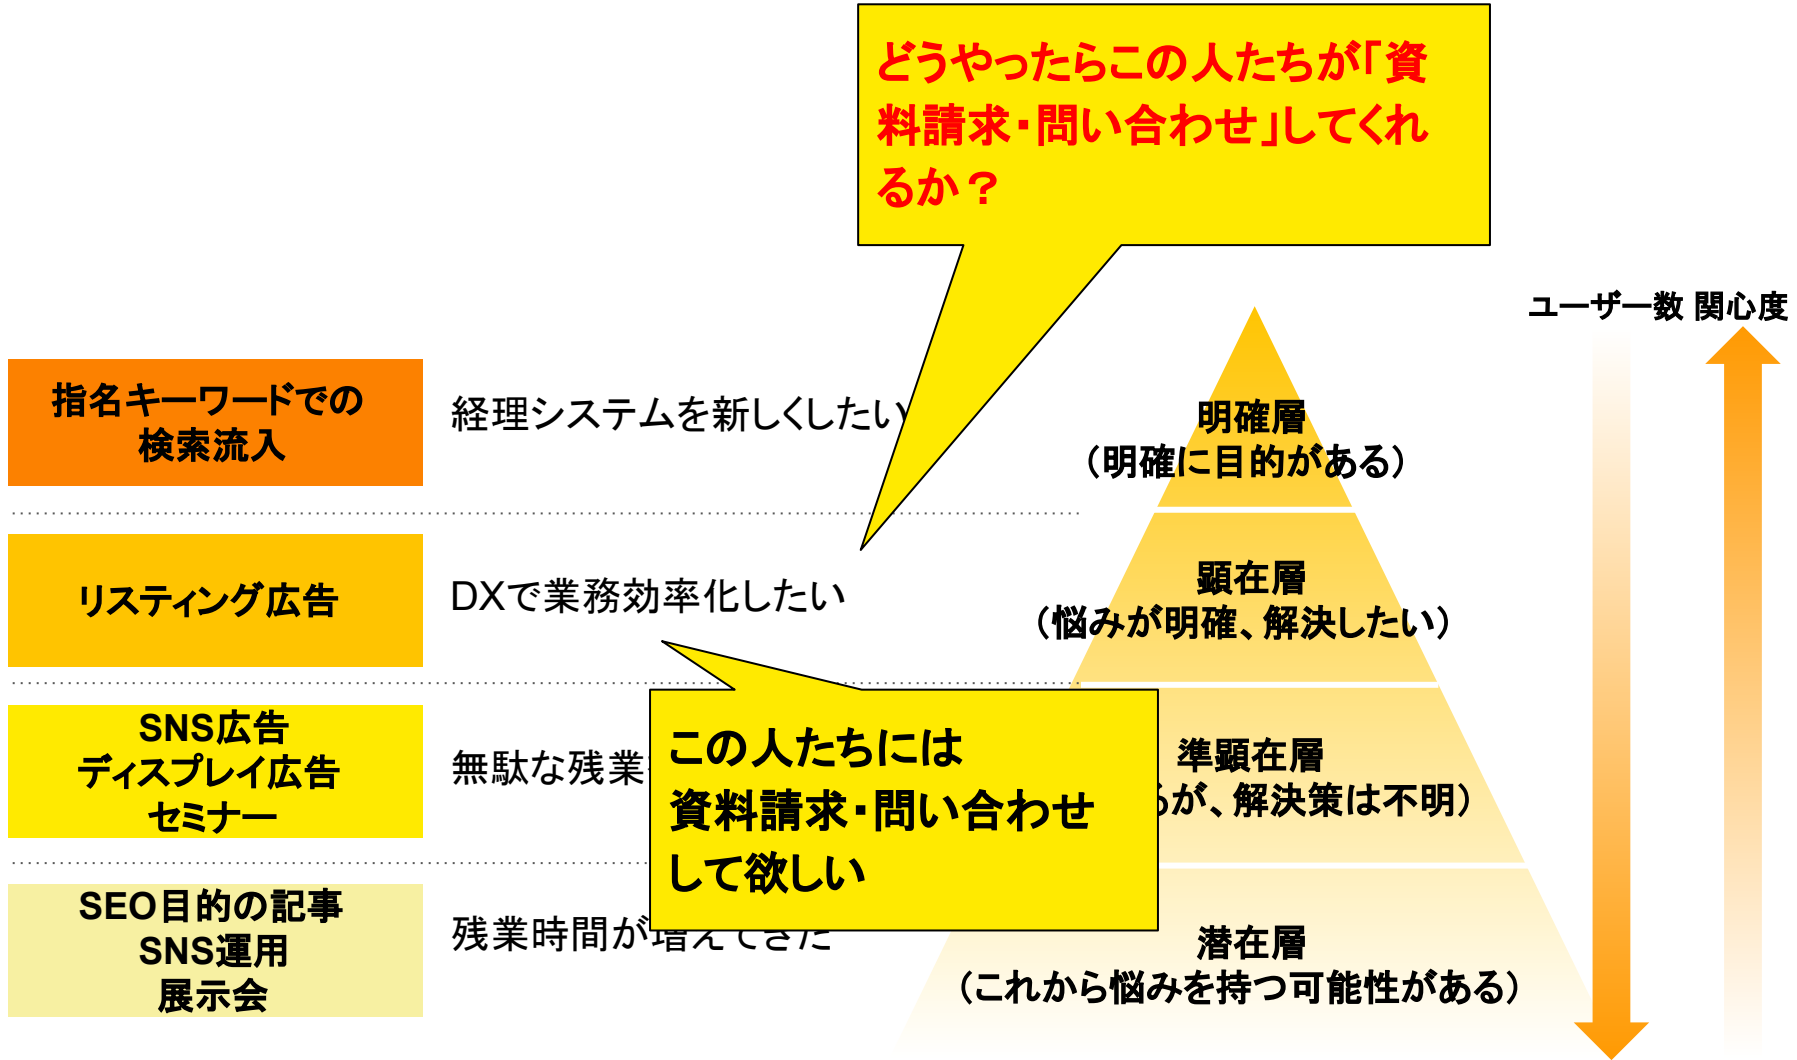 どうやったらこの人たちが「資
料請求・問い合わせ」してくれ
るか？
ユーザー数 関心度
指名キーワードでの
検索流入
経理システムを新しくしたい
明確層
（明確に目的がある）
リスティング広告
DXで業務効率化したい
顕在層
（悩みが明確、解決したい）
SNS広告
ディスプレイ広告
セミナー
無駄な残業
この人たちには
資料請求・問い合わせ
して欲しい
準顕在層
が、解決策は不明）
SEO目的の記事
SNS運用
展示会
残業時間が増えてきた
潜在層
（これから悩みを持つ可能性がある）